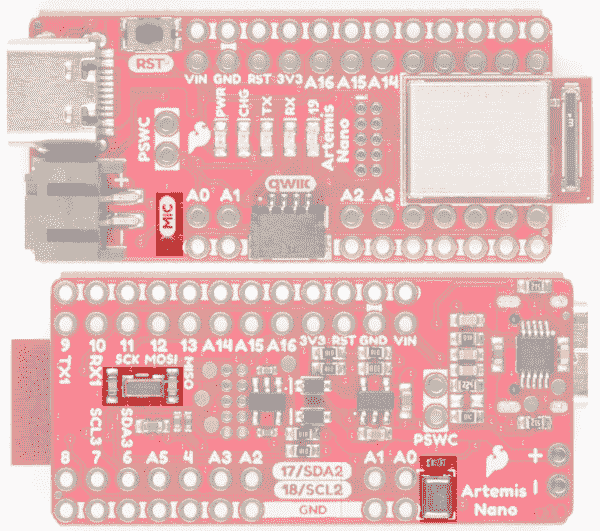 RST
VIN GND RST 3V3 A16 A15 A14
PWR
CHG
TX
RX
19
Artemis
Nano
PSWC
qwiic
MIC
A0 A1
A2 A3
9 10 11 12 13 A14 A15 A16 3V3 RST GND VIN
TX1
RX1
SCK MOSI
MISO
SCL3
SDA3
8 7 6 A5 4 A3 A2
17/SDA2
18/SCL2
GND
A1 A0
PSWC
+
-
Artemis
Nano